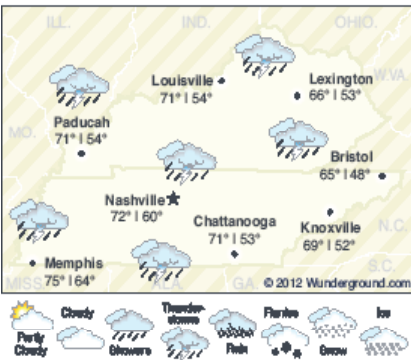 ILL.
IND.
OHIO.
W.VA.
Louisville
71° | 54°
Lexington
66° | 53°
Paducah
71° | 54°
MO.
Bristol
65° | 48°
Nashville
72° | 60°
Chattanooga
71° | 53°
Knoxville
69° | 52°
N.C.
S.C.
Memphis
75° | 64°
MISS.
ALA.
GA.
© 2012 Wunderground.com
Partly Cloudy
Cloudy
Showers
Thunder-
storms
Rain
Flurries
Snow
Ice